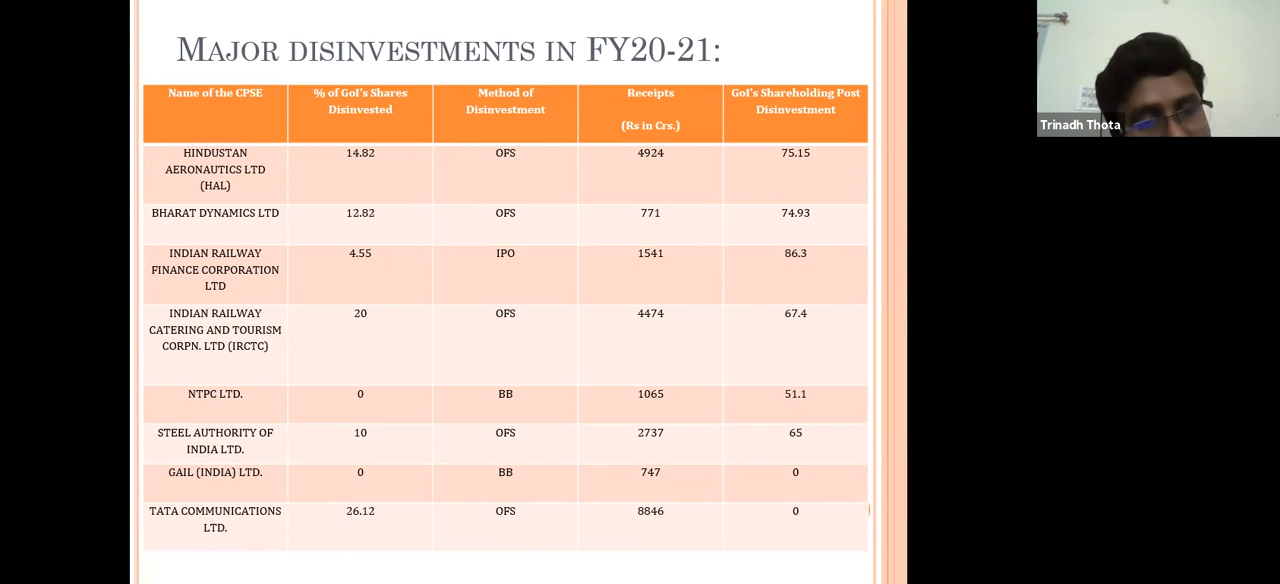 MAJOR DISINVESTMENTS IN FY20-21:
Name of the CPSE
% of GoI's Shares
Disinvested
Method of
Disinvestment
Receipts
(Rs in Crs.)
GoI's Shareholding Post
Disinvestment
HINDUSTAN
AERONAUTICS LTD
(HAL)
14.82
OFS
4924
75.15
BHARAT DYNAMICS LTD
12.82
OFS
771
74.93
INDIAN RAILWAY
FINANCE CORPORATION
LTD
4.55
IPO
1541
86.3
INDIAN RAILWAY
CATERING AND TOURISM
CORPN. LTD (IRCTC)
20
OFS
4474
67.4
NTPC LTD.
0
BB
1065
51.1
STEEL AUTHORITY OF
INDIA LTD.
10
OFS
2737
65
GAIL (INDIA) LTD.
0
BB
747
0
TATA COMMUNICATIONS
LTD.
26.12
OFS
8846
0
Trinadh Thota